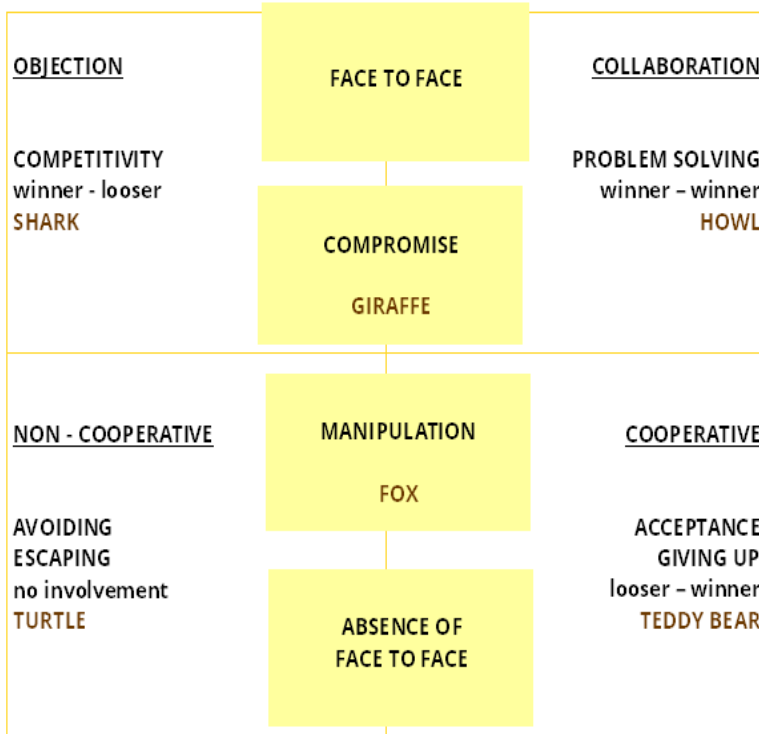 OBJECTION
COMPETITIVITY
winner - looser
SHARK
FACE TO FACE
COMPROMISE
GIRAFFE
COLLABORATION
PROBLEM SOLVING
winner – winner
HOWL
NON - COOPERATIVE
AVOIDING
ESCAPING
no involvement
TURTLE
MANIPULATION
FOX
ABSENCE OF
FACE TO FACE
COOPERATIVE
ACCEPTANCE
GIVING UP
looser – winner
TEDDY BEAR